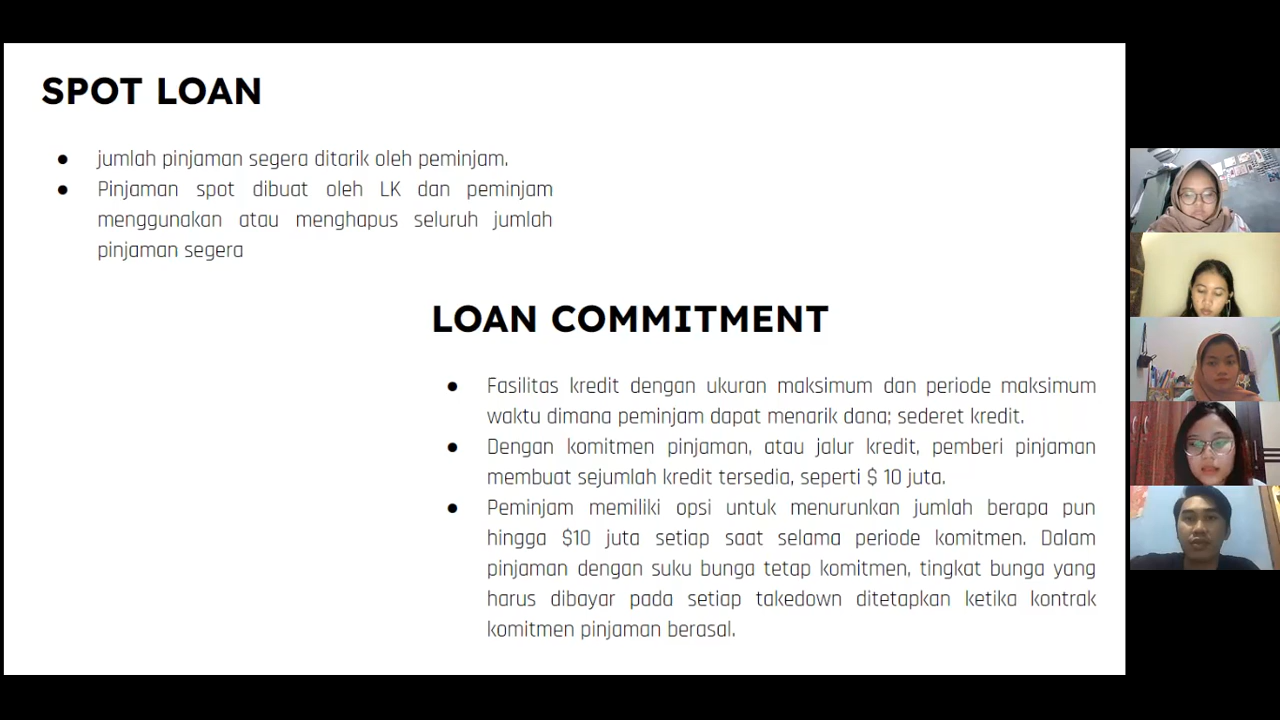 SPOT LOAN
● jumlah pinjaman segera ditarik oleh peminjam.
● Pinjaman spot dibuat oleh LK dan peminjam
menggunakan atau menghapus seluruh jumlah
pinjaman segera
LOAN COMMITMENT
● Fasilitas kredit dengan ukuran maksimum dan periode maksimum
waktu dimana peminjam dapat menarik dana; sederet kredit.
● Dengan komitmen pinjaman, atau jalur kredit, pemberi pinjaman
membuat sejumlah kredit tersedia, seperti $ 10 juta.
● Peminjam memiliki opsi untuk menurunkan jumlah berapa pun
hingga $10 juta setiap saat selama periode komitmen. Dalam
pinjaman dengan suku bunga tetap komitmen, tingkat bunga yang
harus dibayar pada setiap takedown ditetapkan ketika kontrak
komitmen pinjaman berasal.